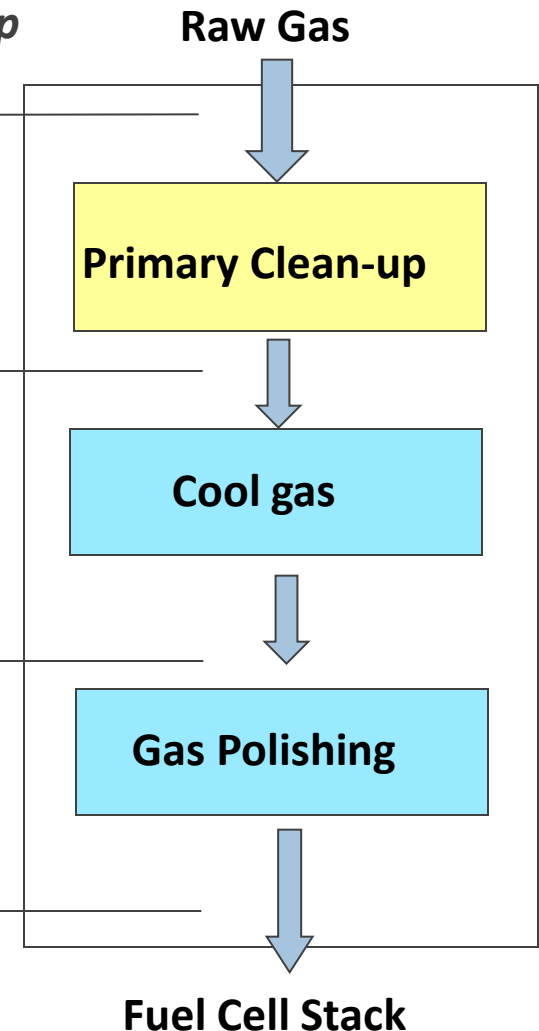 p
Raw Gas
Primary Clean-up
Cool gas
Gas Polishing
Fuel Cell Stack